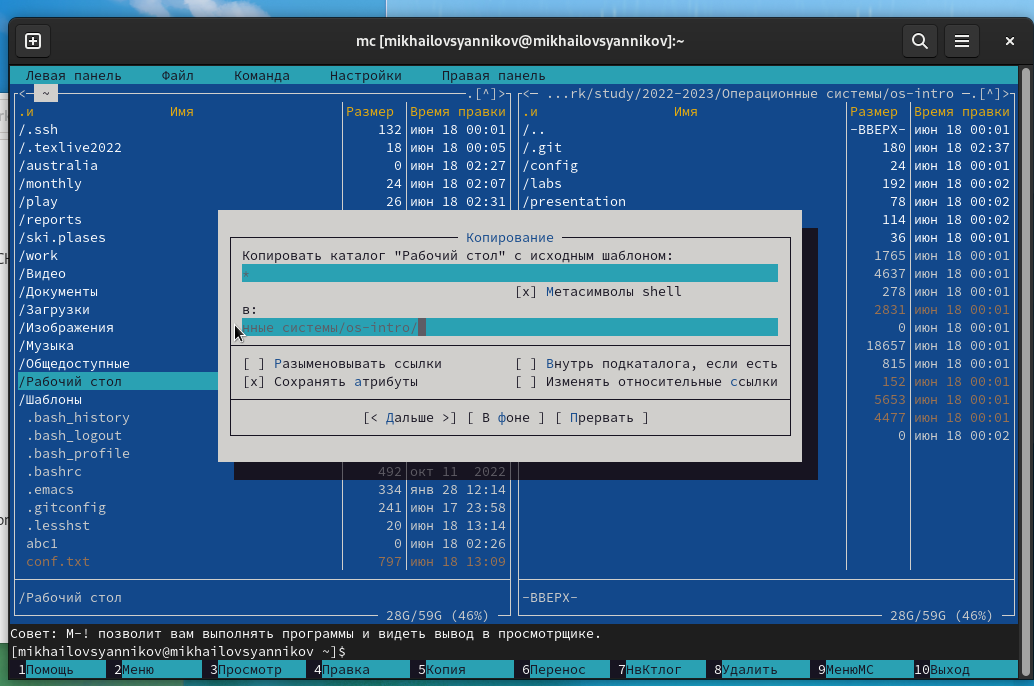 mc [mikhailovsyannikov@mikhailovsyannikov]:~
Левая панель Файл Команда Настройки Правая панель
<─ ~ .[^]>
.и Имя Размер Время правки
/.ssh 132 июн 18 00:01
/.texlive2022 18 июн 18 00:05
/australia 0 июн 18 02:27
/monthly 24 июн 18 02:07
/play 26 июн 18 02:31
/reports
/ski.plases
/work
/Видео
/Документы
/Загрузки
/Изображения
/Музыка
/Общедоступные
/Рабочий стол
/Шаблоны
.bash_history
.bash_logout
.bash_profile
.bashrc 492 окт 11 2022
.emacs 334 янв 28 12:14
.gitconfig 241 июн 17 23:58
.lesshst 20 июн 18 13:14
abc1 0 июн 18 02:26
conf.txt 797 июн 18 13:09
/Рабочий стол
28G/59G (46%)
<─ ...rk/study/2022-2023/Операционные системы/os-intro ─.[^]>
.и Имя Размер Время правки
/.. -ВВЕРХ- июн 18 00:01
/.git 180 июн 18 02:37
/config 24 июн 18 00:01
/labs 192 июн 18 00:02
/presentation 78 июн 18 00:02
114 июн 18 00:02
36 июн 18 00:01
1765 июн 18 00:01
4637 июн 18 00:01
278 июн 18 00:01
2831 июн 18 00:01
0 июн 18 00:01
18657 июн 18 00:01
815 июн 18 00:01
152 июн 18 00:01
5653 июн 18 00:01
4477 июн 18 00:01
0 июн 18 00:02
-ВВЕРХ-
28G/59G (46%)
Копирование
Копировать каталог "Рабочий стол" с исходным шаблоном:
*
[x] Метасимволы shell
в:
нные системы/os-intro/
[ ] Разыменовывать ссылки [ ] Внутрь подкаталога, если есть
[x] Сохранять атрибуты [ ] Изменять относительные ссылки
[< Дальше >] [ В фоне ] [ Прервать ]
Совет: M-! позволит вам выполнять программы и видеть вывод в просмотрщике.
[mikhailovsyannikov@mikhailovsyannikov ~]$
1Помощь 2Меню 3Просмотр 4Правка 5Копия 6Перенос 7НвКтлог 8Удалить 9МенюMC 10Выход